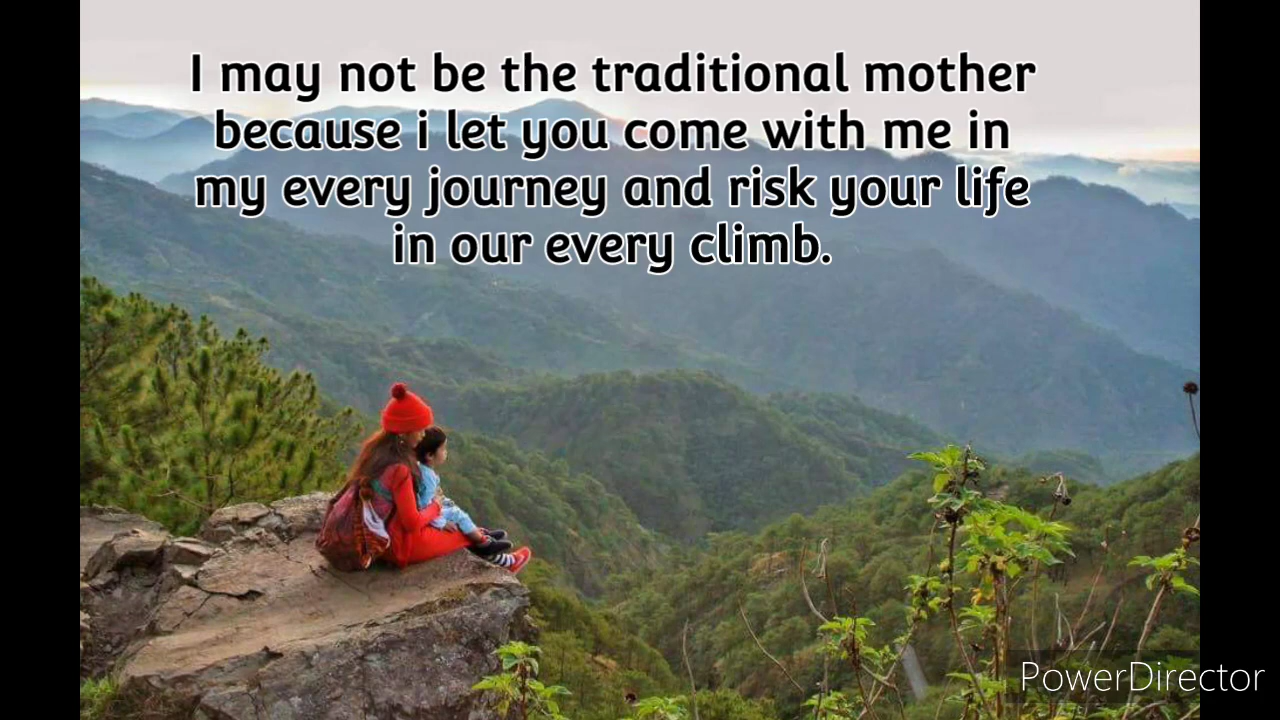 I may not be the traditional mother
because i let you come with me in
my every journey and risk your life
in our every climb.
PowerDirector